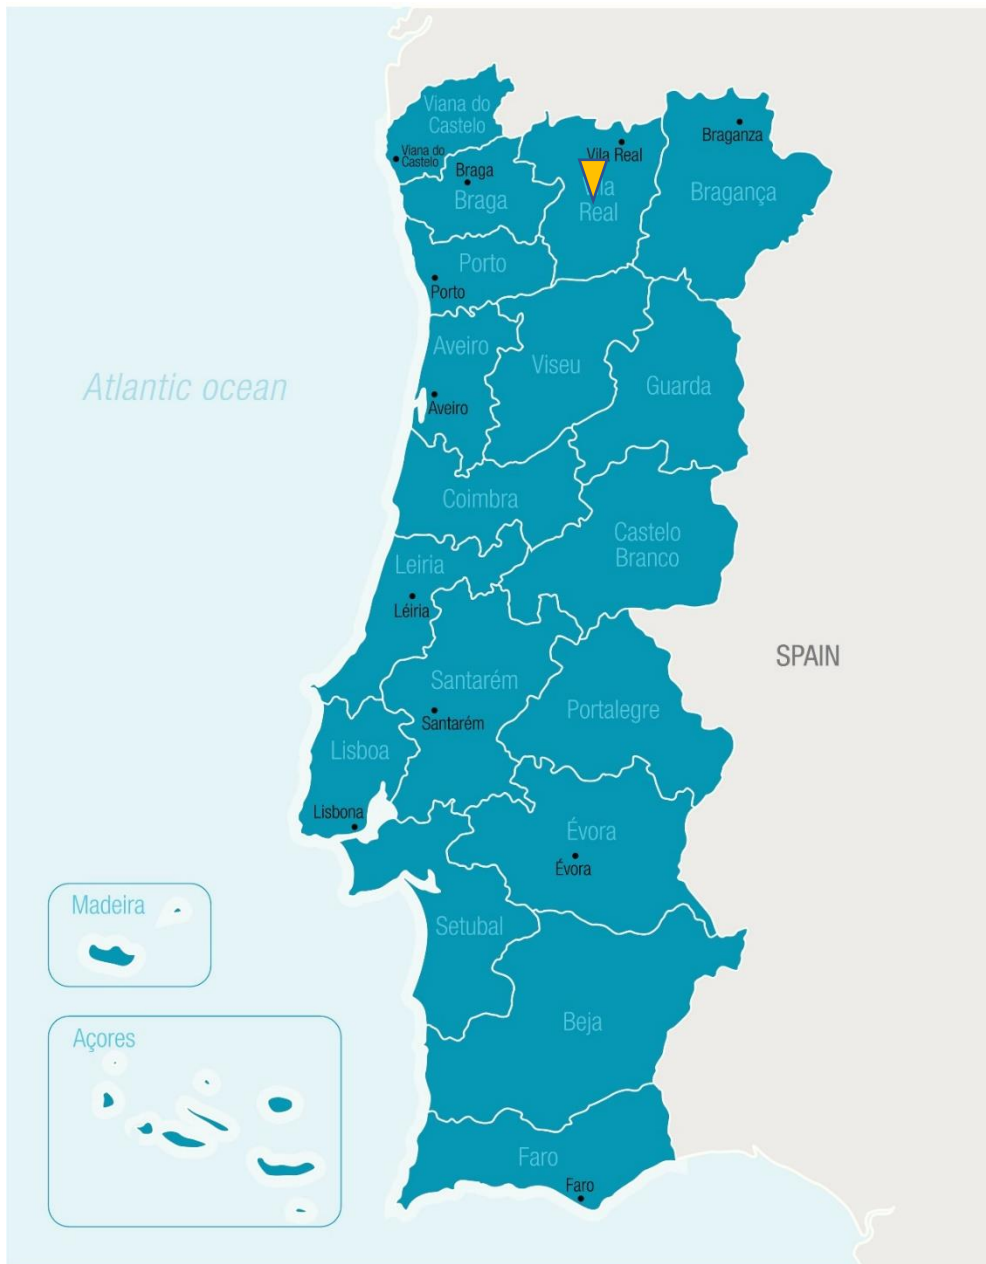 Viana do
Castelo
Viana do
Castelo
Braga
Braga
Vila Real
Vila
Real
Braganza
Bragança
Porto
Porto
Aveiro
Aveiro
Viseu
Guarda
Atlantic ocean
Coimbra
Castelo
Branco
Leiria
Léiria
SPAIN
Santarém
Santarém
Portalegre
Lisboa
Lisbona
Évora
Évora
Setubal
Beja
Madeira
Açores
Faro
Faro